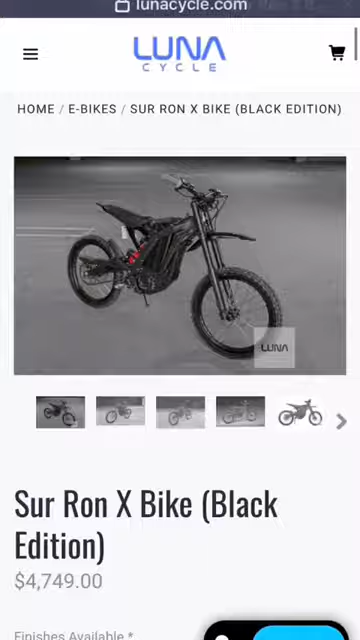 lunacycle.com
LUNA
CYCLE
HOME / E-BIKES / SUR RON X BIKE (BLACK EDITION)
LUNA
Sur Ron X Bike (Black
Edition)
$4,749.00
Finishes Available *